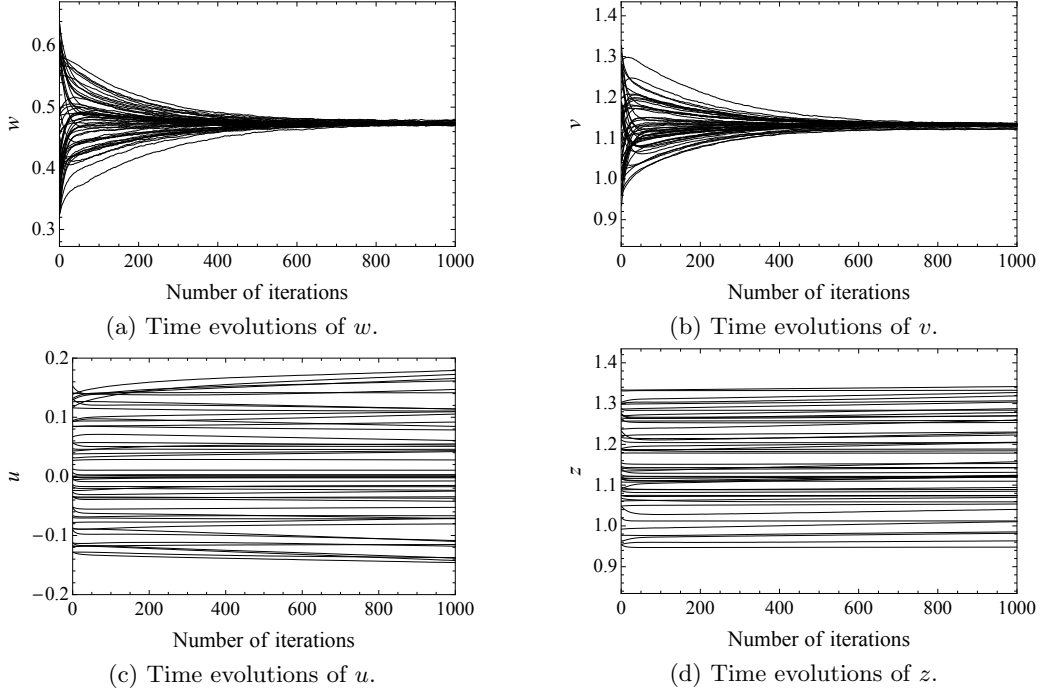 0.6
0.5
0.4
0.3
w
0 200 400 600 800 1000
Number of iterations
(a) Time evolutions of w.
1.4
1.3
1.2
1.1
1.0
0.9
v
0 200 400 600 800 1000
Number of iterations
(b) Time evolutions of v.
0.2
0.1
0.0
−0.1
−0.2
u
0 200 400 600 800 1000
Number of iterations
(c) Time evolutions of u.
1.4
1.3
1.2
1.1
1.0
0.9
z
0 200 400 600 800 1000
Number of iterations
(d) Time evolutions of z.